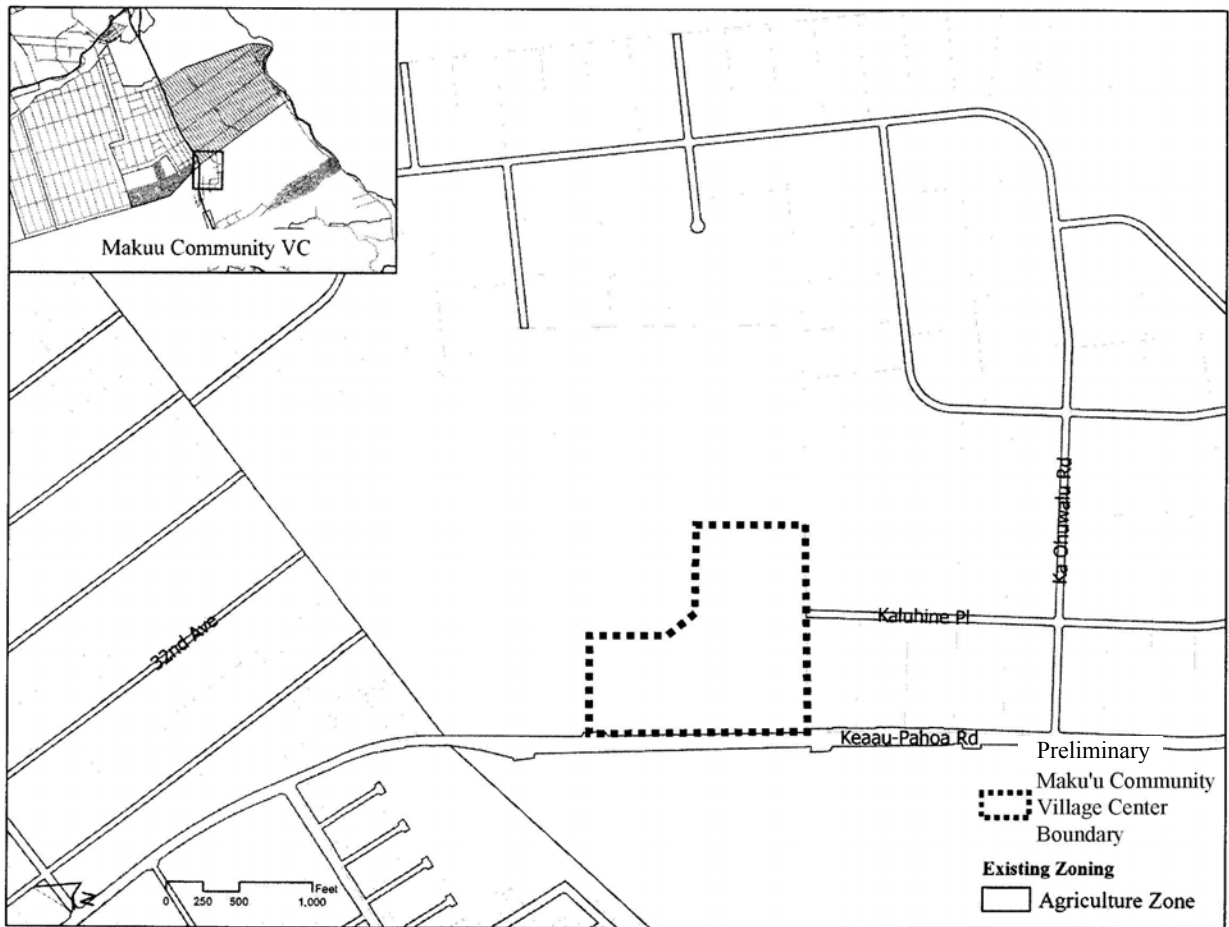 Makuu Community VC
32nd Ave
Ka Ohuwalu Rd
Kaluhine Pl
Keaau-Pahoa Rd
Preliminary
Maku'u Community
Village Center
Boundary
Existing Zoning
Agriculture Zone
N
Feet
0 250 500 1,000